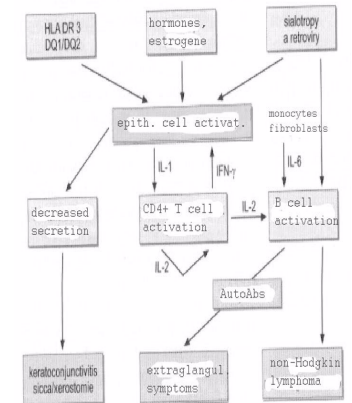 HLA DR 3
DQ1/DQ2
hormones,
estrogene
sialotropy
a retroviry
epith. cell activat.
monocytes
fibroblasts
IL-1
IFN-γ
IL-6
decreased
secretion
CD4+ T cell
activation
IL-2
B cell
activation
IL-2
AutoAbs
keratoconjunctivitis
sicca/xerostomie
extraglangul.
symptoms
non-Hodgkin
lymphoma